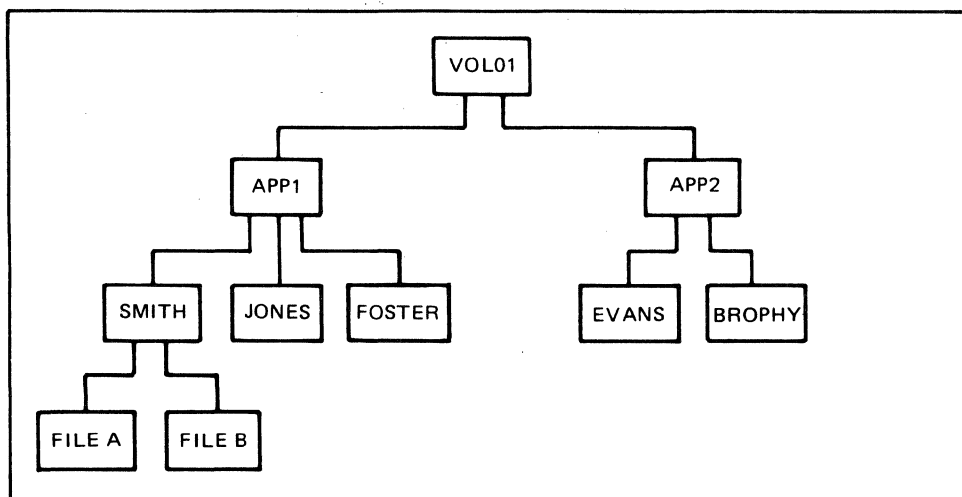 VOL01
APP1
APP2
SMITH
JONES
FOSTER
EVANS
BROPHY
FILE A
FILE B